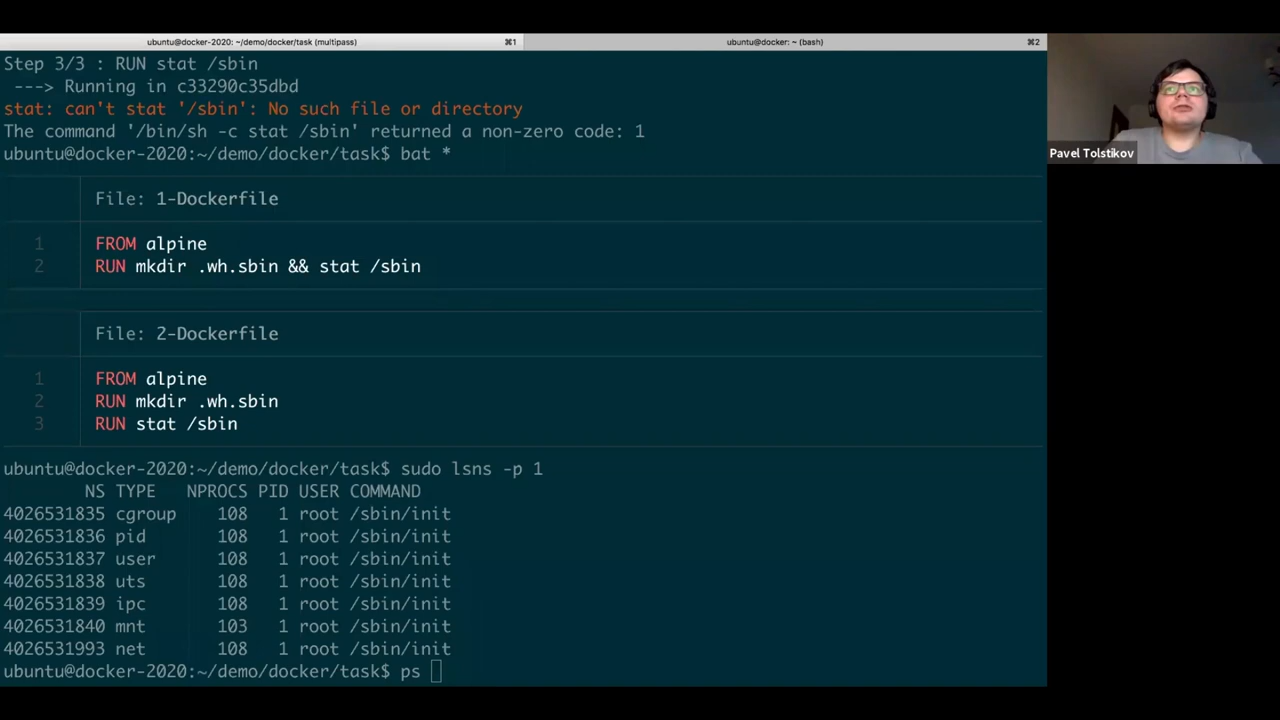 ubuntu@docker-2020: ~/demo/docker/task (multipass) ⌘1 ubuntu@docker: ~ (bash) ⌘2
Step 3/3 : RUN stat /sbin
---> Running in c33290c35dbd
stat: can't stat '/sbin': No such file or directory
The command '/bin/sh -c stat /sbin' returned a non-zero code: 1
ubuntu@docker-2020:~/demo/docker/task$ bat *
File: 1-Dockerfile
1 FROM alpine
2 RUN mkdir .wh.sbin && stat /sbin
File: 2-Dockerfile
1 FROM alpine
2 RUN mkdir .wh.sbin
3 RUN stat /sbin
ubuntu@docker-2020:~/demo/docker/task$ sudo lsns -p 1
NS TYPE NPROCS PID USER COMMAND
4026531835 cgroup 108 1 root /sbin/init
4026531836 pid 108 1 root /sbin/init
4026531837 user 108 1 root /sbin/init
4026531838 uts 108 1 root /sbin/init
4026531839 ipc 108 1 root /sbin/init
4026531840 mnt 103 1 root /sbin/init
4026531993 net 108 1 root /sbin/init
ubuntu@docker-2020:~/demo/docker/task$ ps
Pavel Tolstikov